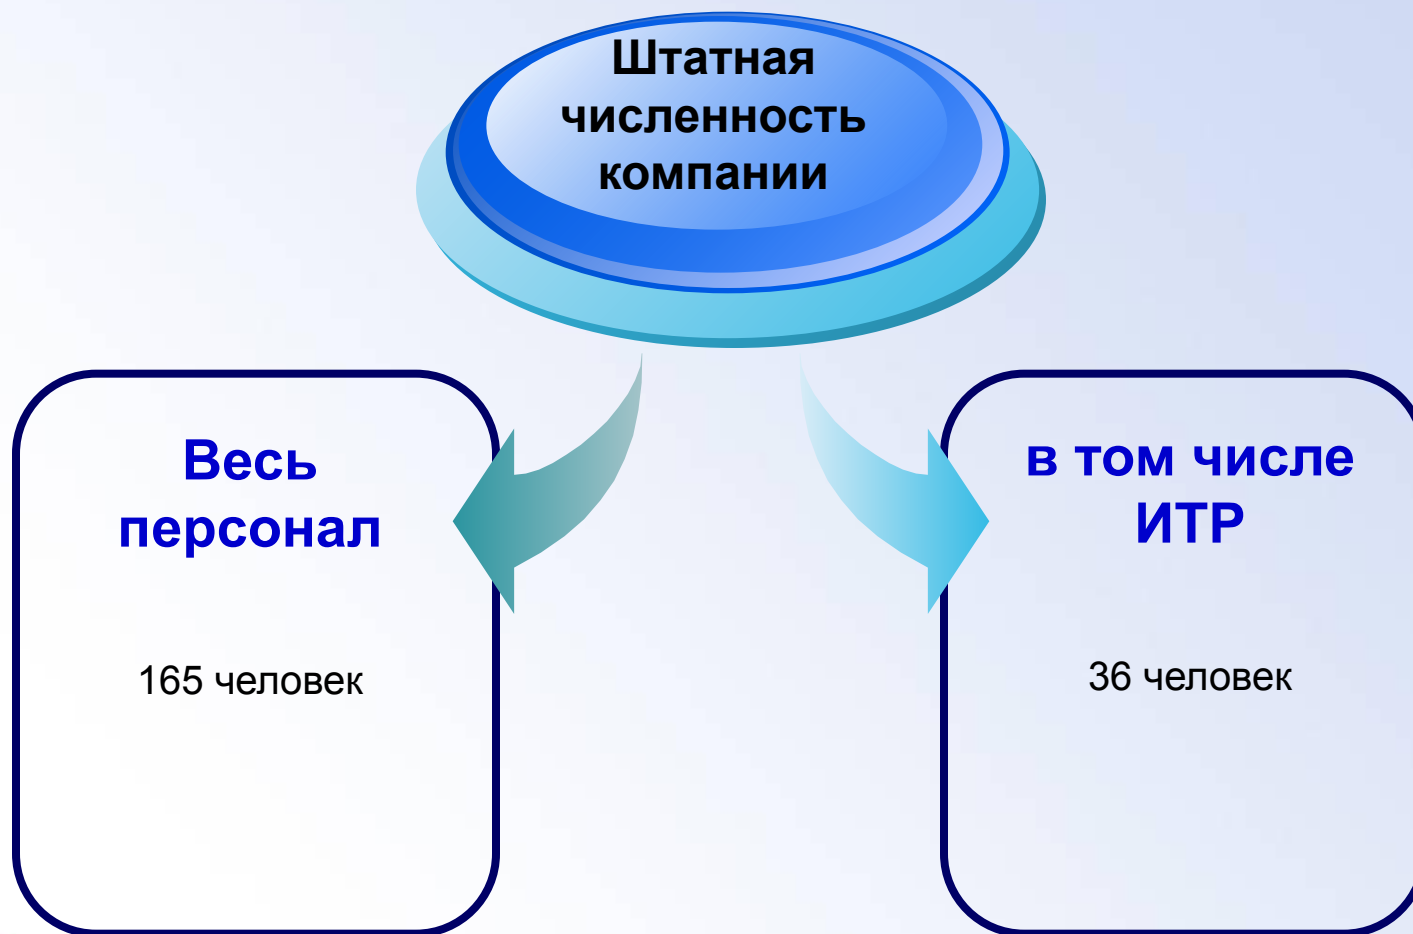 Штатная
численность
компании
Весь
персонал
165 человек
в том числе
ИТР
36 человек